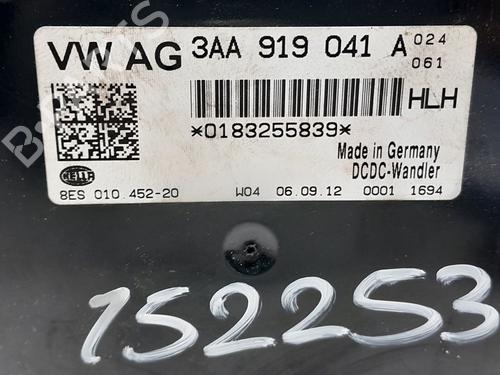 VW AG 3AA 919 041 A 024
061
HLH
*0183255839*
Made in Germany
DCDC-Wandler
HELLA
8ES 010.452-20 W04 06.09.12 0001 1694
152253